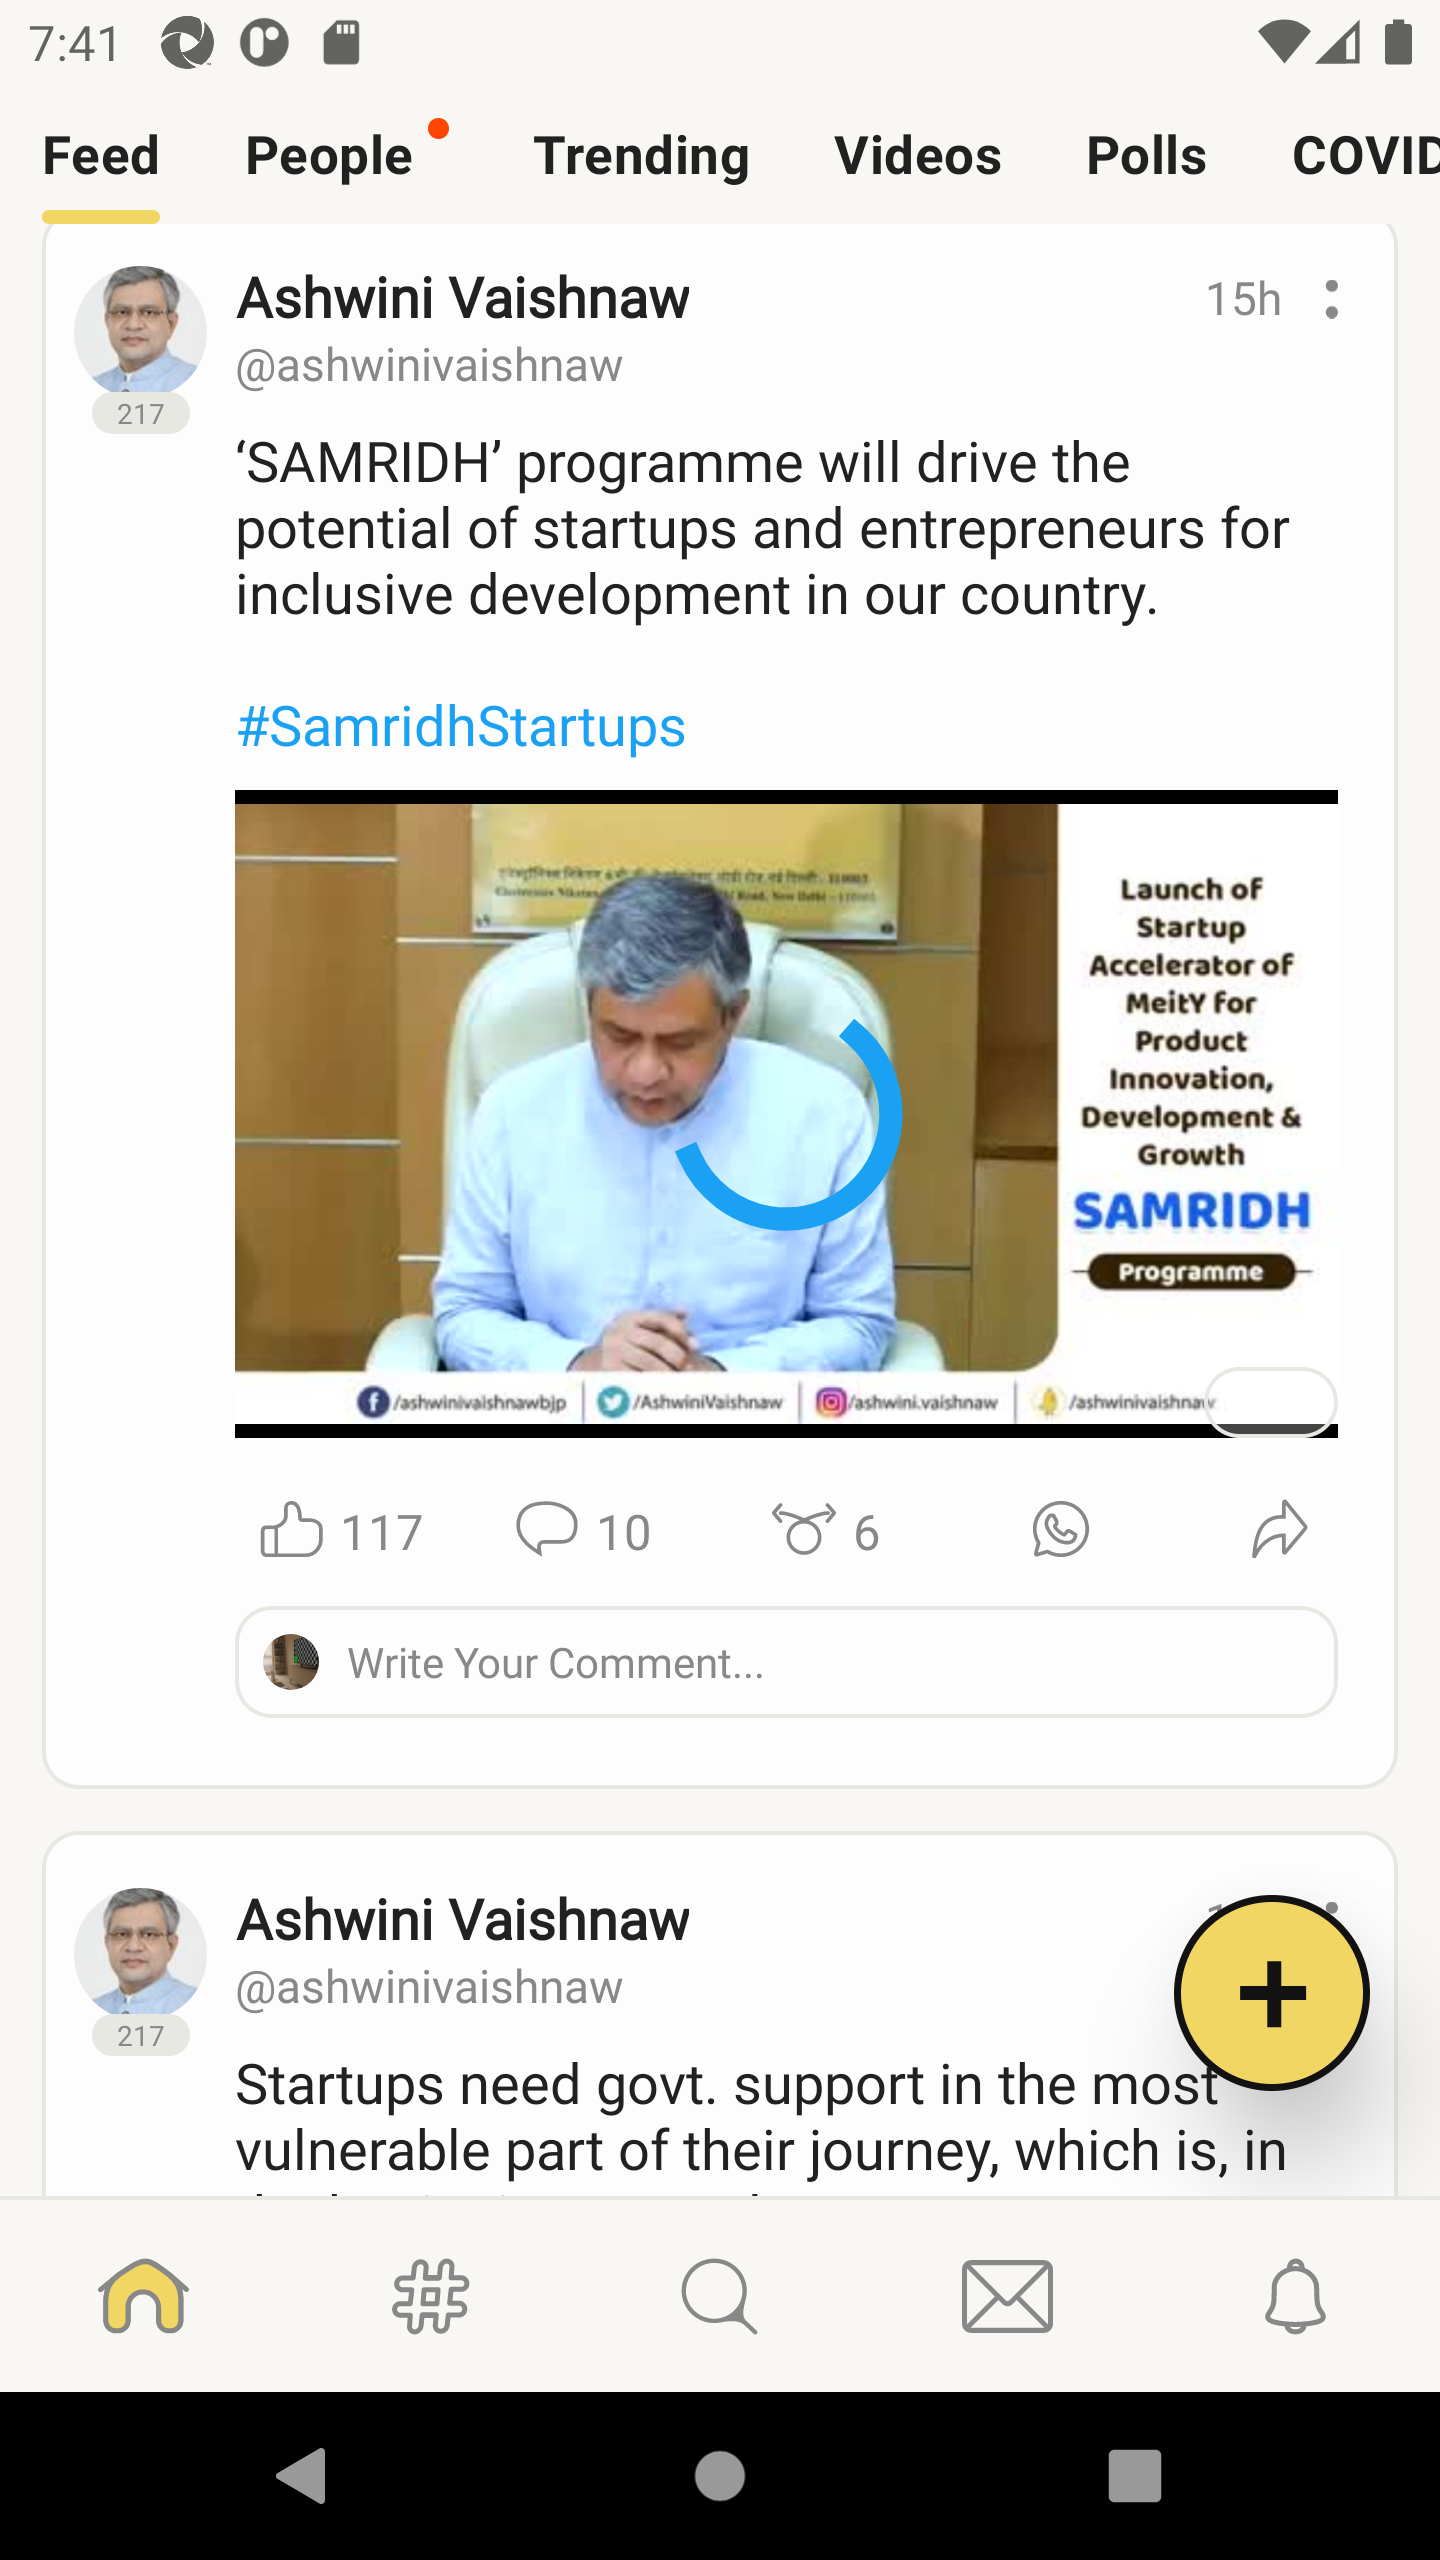 7:41
Feed People Trending Videos Polls COVID
Ashwini Vaishnaw 15h
@ashwinivaishnaw
217
‘SAMRIDH’ programme will drive the
potential of startups and entrepreneurs for
inclusive development in our country.
#SamridhStartups
Launch of
Startup
Accelerator of
MeitY for
Product
Innovation,
Development &
Growth
SAMRIDH
Programme
/ashwinivaishnawbjp /AshwiniVaishnaw /ashwini.vaishnaw /ashwinivaishnaw
117 10 6
Write Your Comment...
Ashwini Vaishnaw
@ashwinivaishnaw
217
Startups need govt. support in the most
vulnerable part of their journey, which is, in